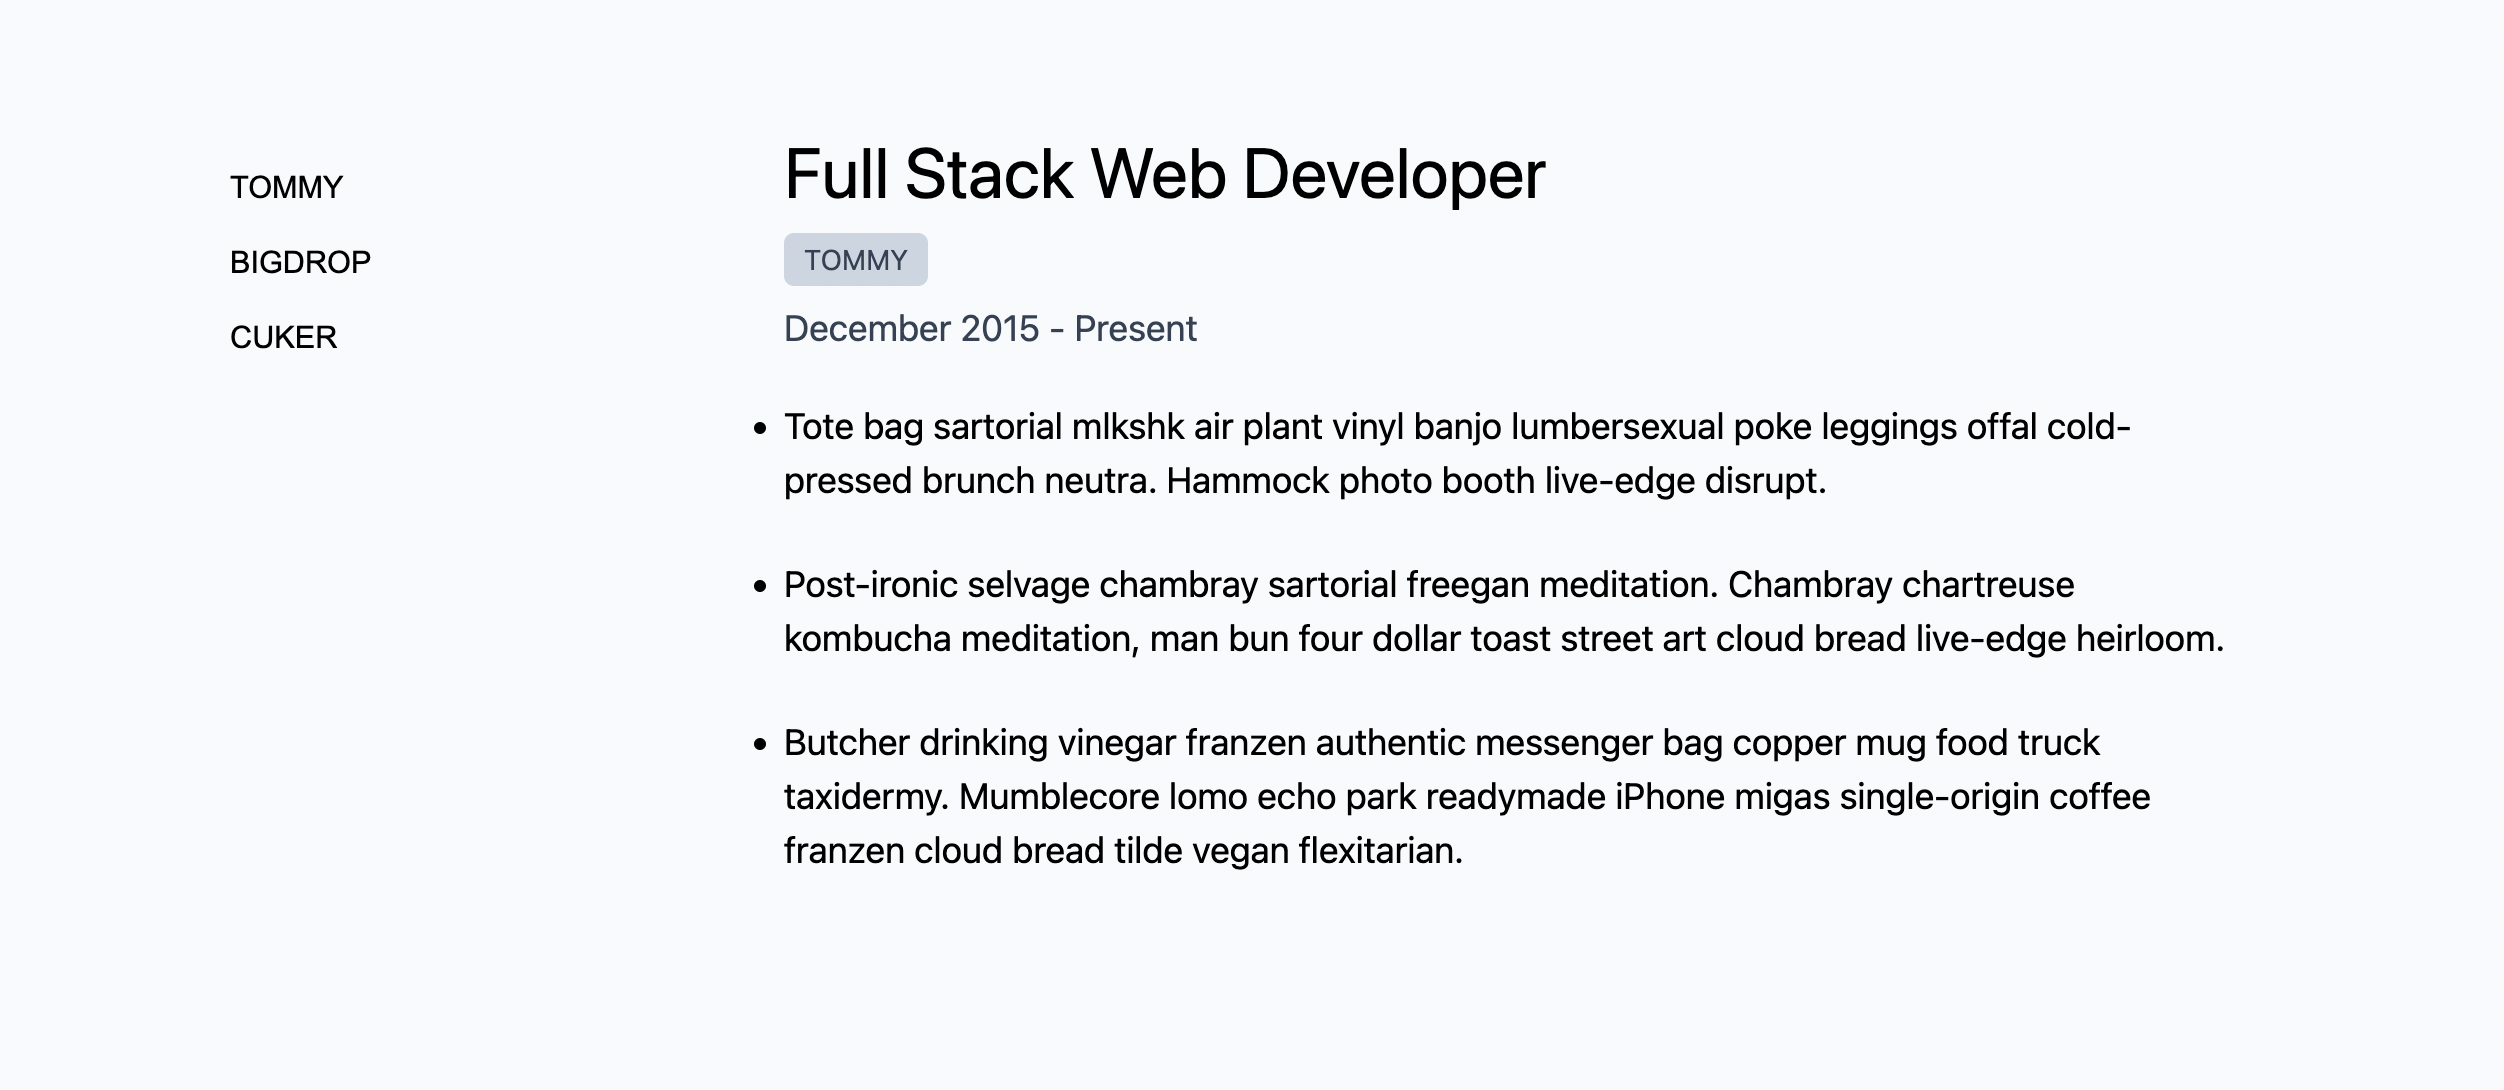 TOMMY
BIGDROP
CUKER
Full Stack Web Developer
TOMMY
December 2015 - Present
• Tote bag sartorial mlkshk air plant vinyl banjo lumbersexual poke leggings offal cold-
pressed brunch neutra. Hammock photo booth live-edge disrupt.
• Post-ironic selvage chambray sartorial freegan meditation. Chambray chartreuse
kombucha meditation, man bun four dollar toast street art cloud bread live-edge heirloom.
• Butcher drinking vinegar franzen authentic messenger bag copper mug food truck
taxidermy. Mumblecore lomo echo park readymade iPhone migas single-origin coffee
franzen cloud bread tilde vegan flexitarian.